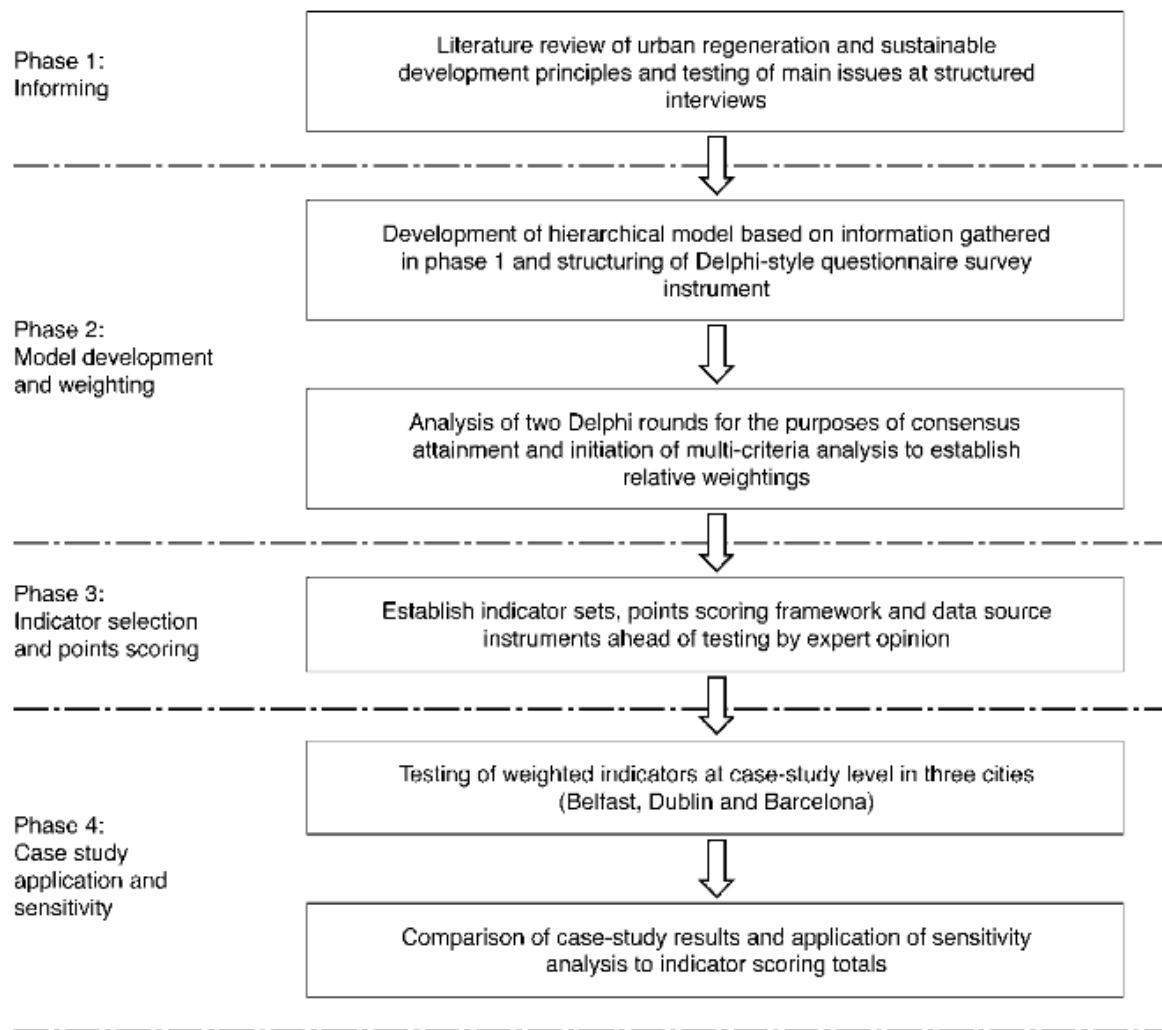 Phase 1:
Informing
Literature review of urban regeneration and sustainable
development principles and testing of main issues at structured
interviews
Phase 2:
Model development
and weighting
Development of hierarchical model based on information gathered
in phase 1 and structuring of Delphi-style questionnaire survey
instrument
Analysis of two Delphi rounds for the purposes of consensus
attainment and initiation of multi-criteria analysis to establish
relative weightings
Phase 3:
Indicator selection
and points scoring
Establish indicator sets, points scoring framework and data source
instruments ahead of testing by expert opinion
Phase 4:
Case study
application and
sensitivity
Testing of weighted indicators at case-study level in three cities
(Belfast, Dublin and Barcelona)
Comparison of case-study results and application of sensitivity
analysis to indicator scoring totals